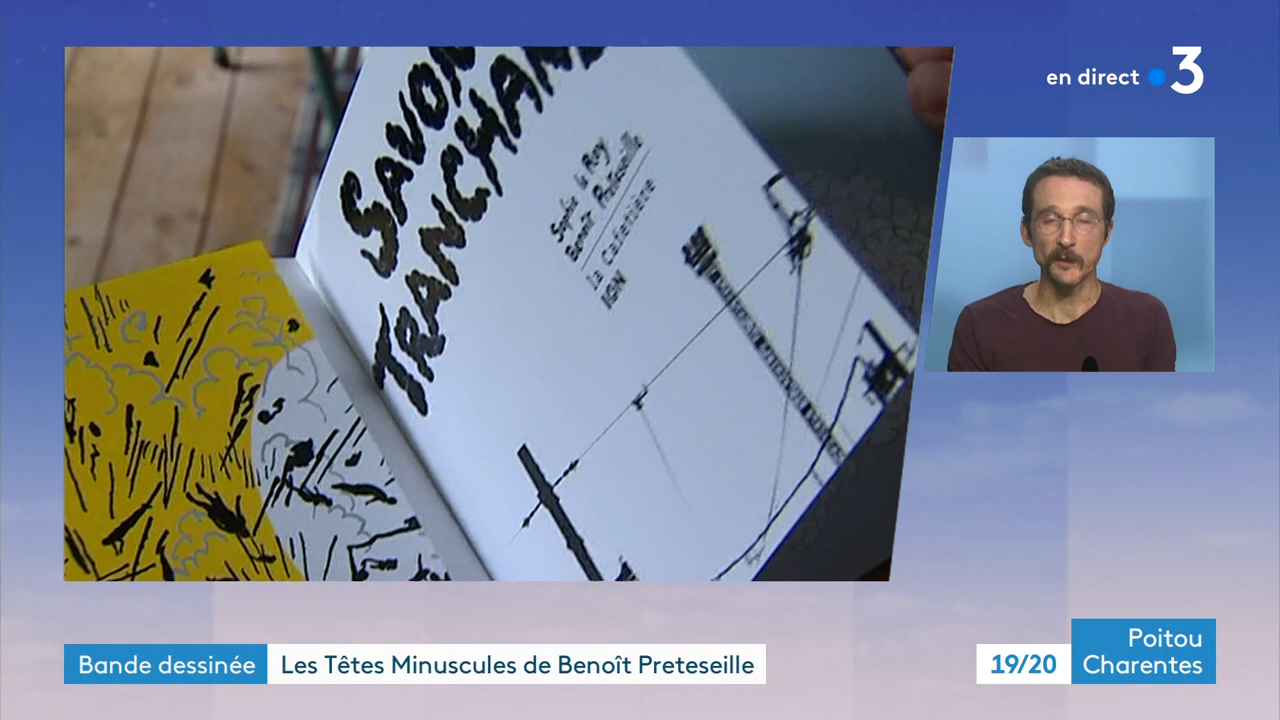 en direct 3
SAVON
TRANCHANT
Sophie le Roy
Benoît Preteseille
La Cafetière
IGN
Bande dessinée
Les Têtes Minuscules de Benoît Preteseille
19/20
Poitou
Charentes